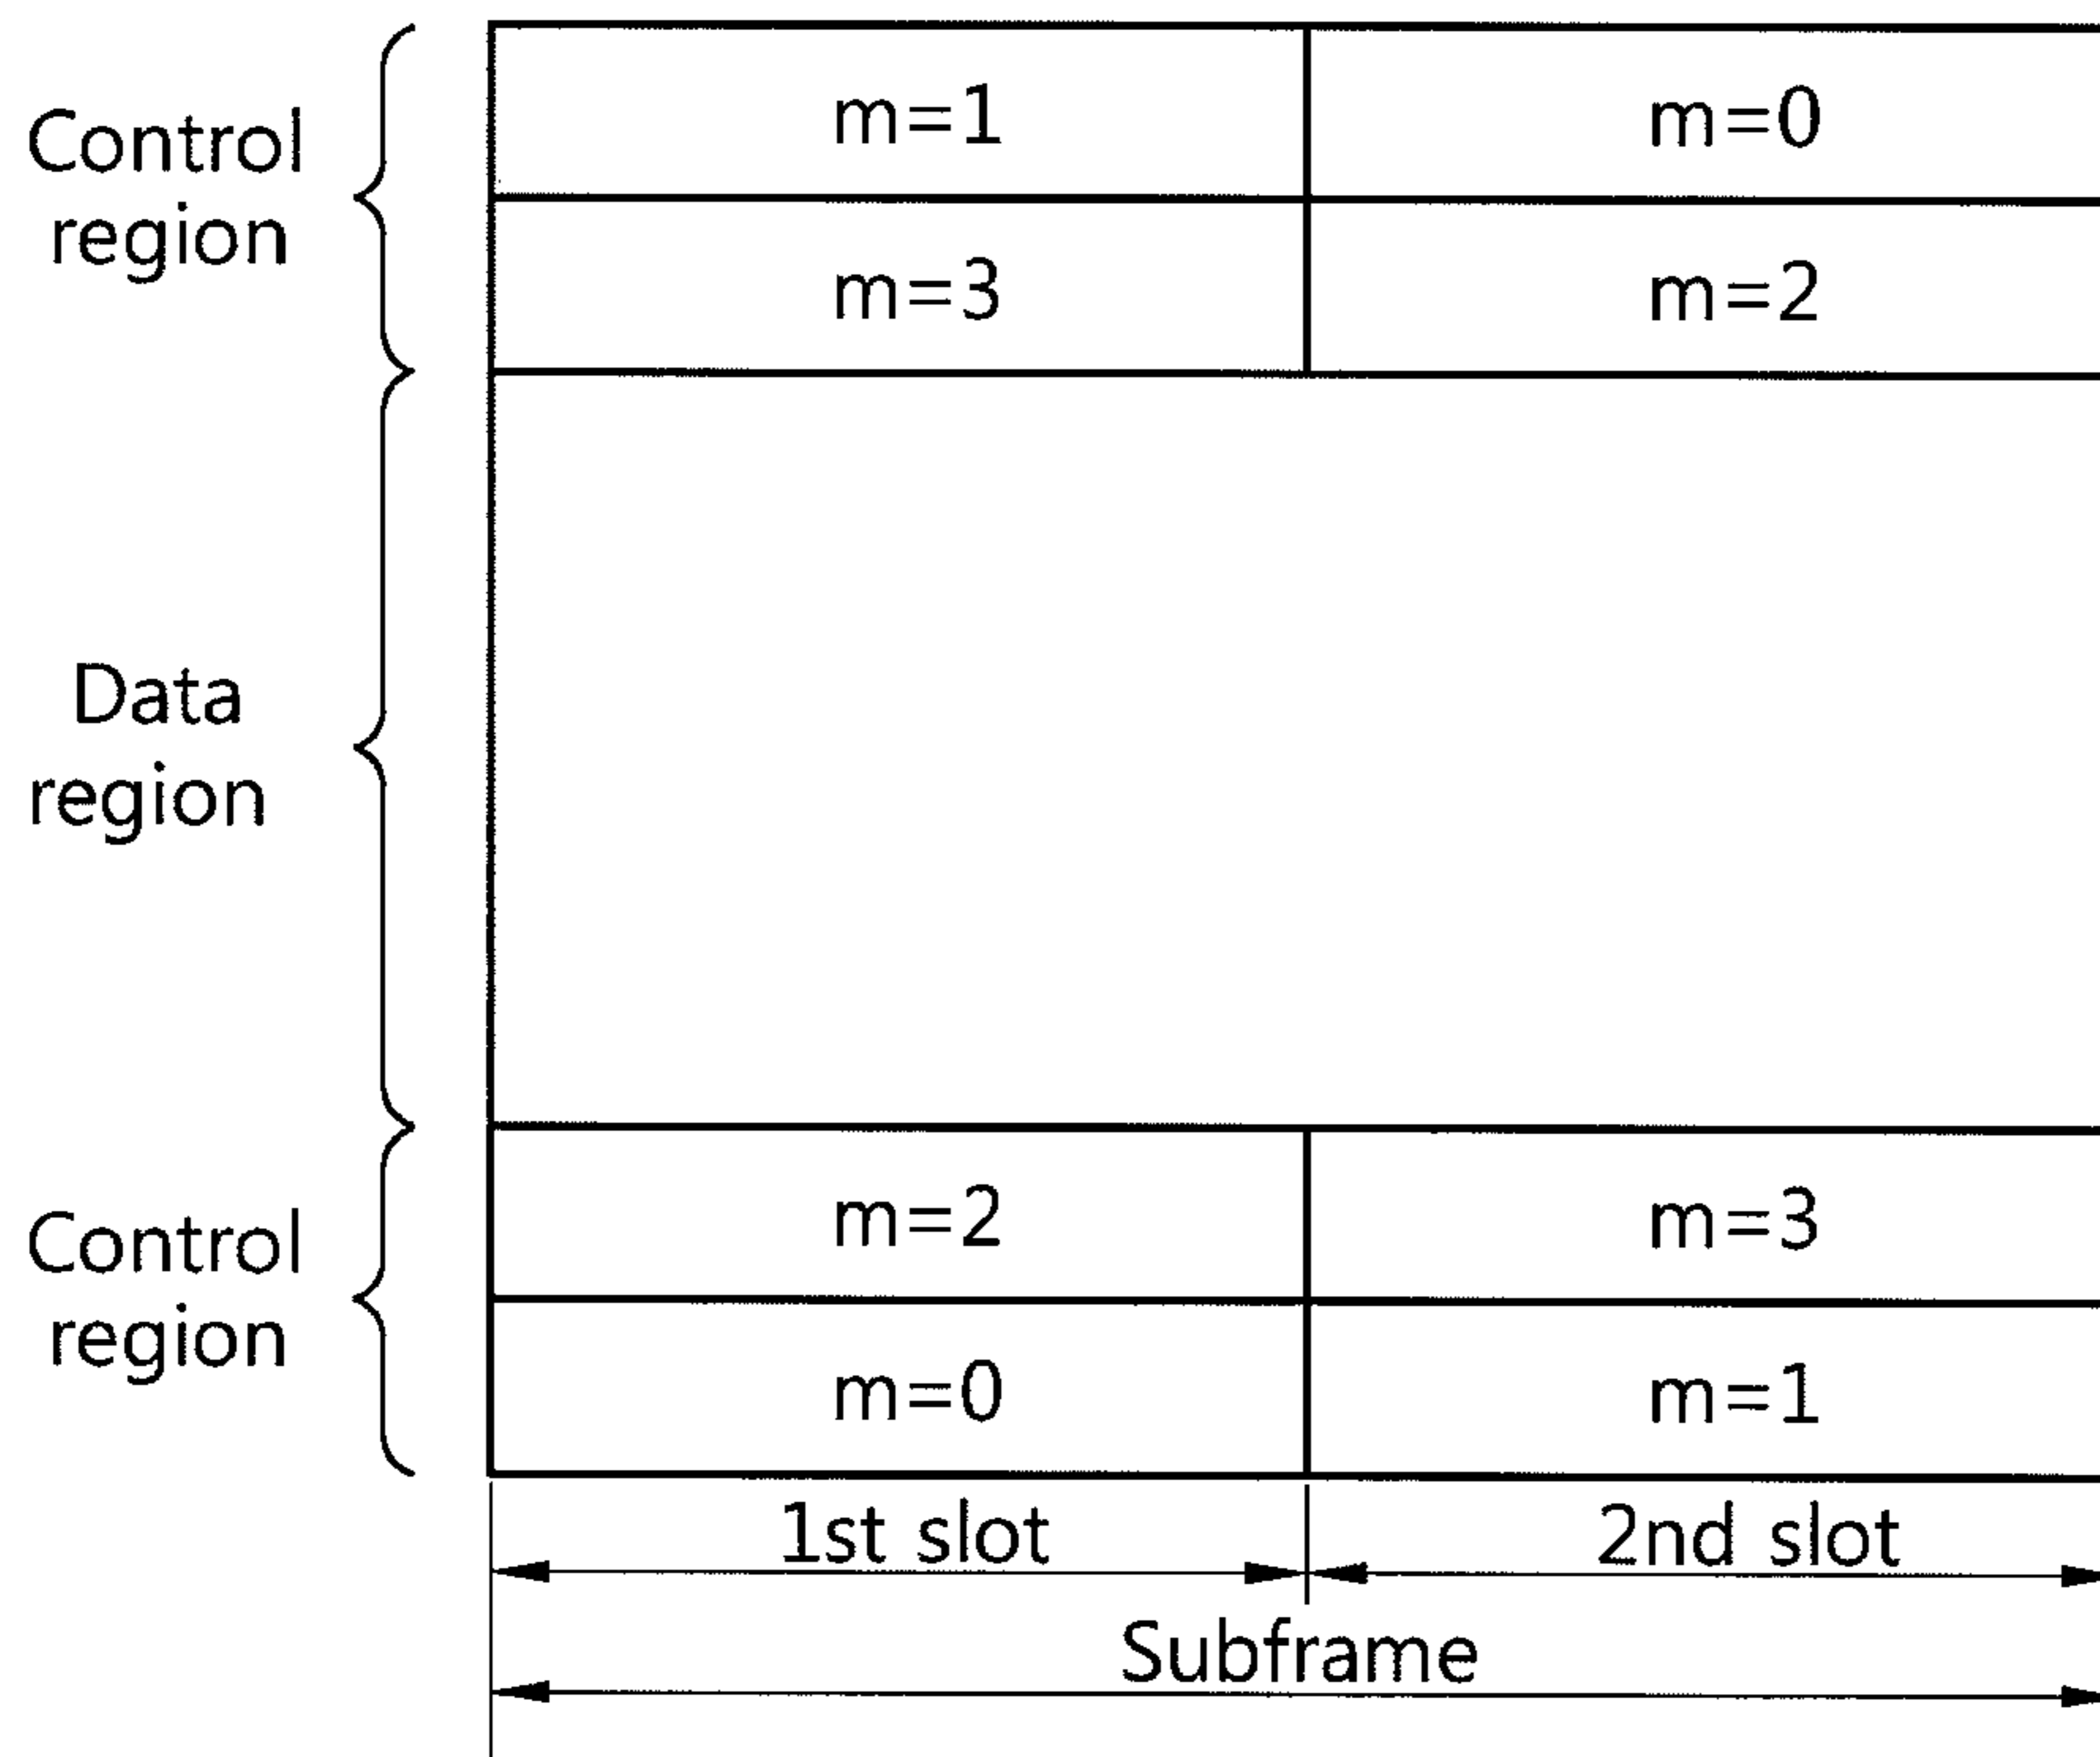 m=1
m=0
Control
region
m=3
m=2
Data
region
m=2
m=3
Control
region
m=0
m=1
1st slot
2nd slot
Subframe